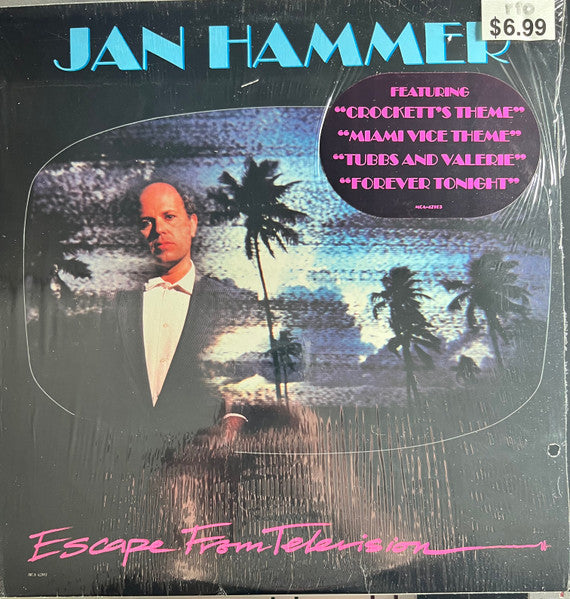 $6.99
JAN HAMMER
FEATURING
"CROCKETT'S THEME"
"MIAMI VICE THEME"
"TUBBS AND VALERIE"
"FOREVER TONIGHT"
Escape From Television